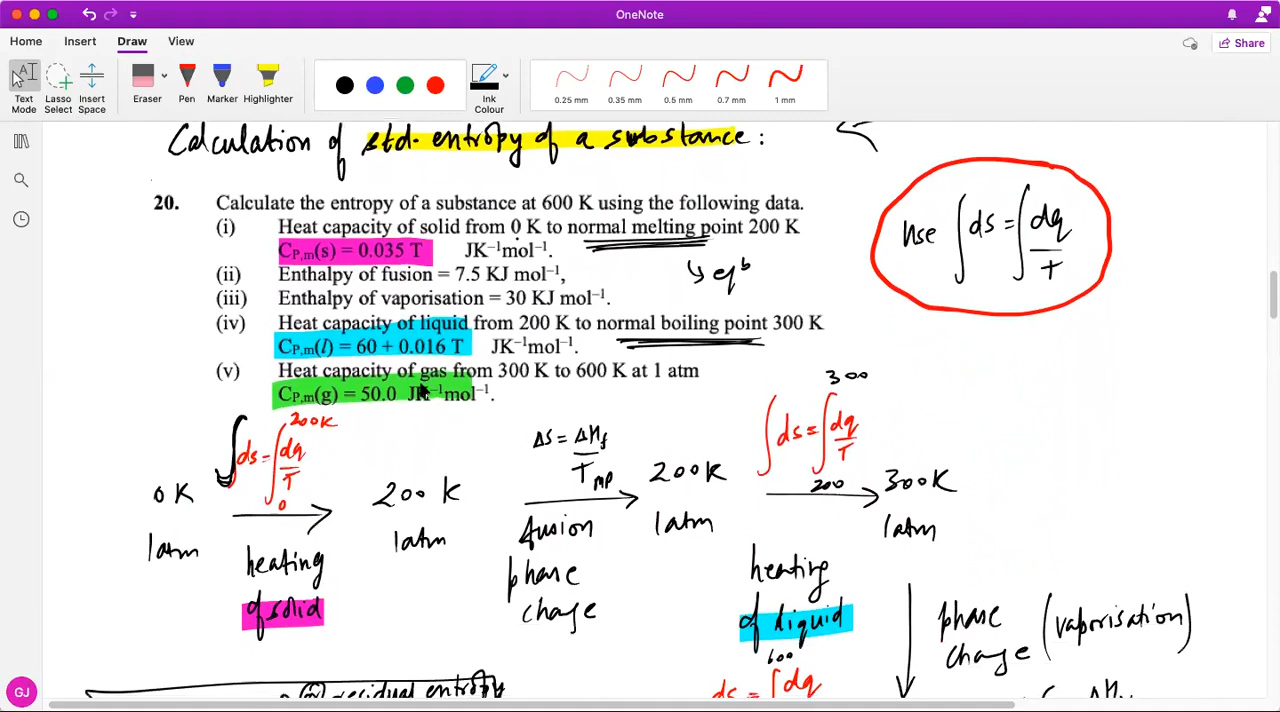 OneNote
Home Insert Draw View
Share
Text Mode
Lasso Select
Insert Space
Eraser
Pen
Marker
Highlighter
Ink Colour
0.25 mm 0.35 mm 0.5 mm 0.7 mm 1 mm
Calculation of std. entropy of a substance :
20. Calculate the entropy of a substance at 600 K using the following data.
(i) Heat capacity of solid from 0 K to normal melting point 200 K
C_{P,m}(s) = 0.035 T JK⁻¹mol⁻¹.
(ii) Enthalpy of fusion = 7.5 KJ mol⁻¹,
(iii) Enthalpy of vaporisation = 30 KJ mol⁻¹.
(iv) Heat capacity of liquid from 200 K to normal boiling point 300 K
C_{P,m}(l) = 60 + 0.016 T JK⁻¹mol⁻¹.
(v) Heat capacity of gas from 300 K to 600 K at 1 atm
C_{P,m}(g) = 50.0 JK⁻¹mol⁻¹.
↳ eqᵇ
use ∫ds = ∫dq/T
0K 1atm
∫ds = ∫dq/T 200K 0
heating of solid
200 K 1atm
ΔS = ΔHf/T mp
fusion phase change
200K 1atm
∫ds = ∫dq/T 300 200
heating of liquid
300K 1atm
phase change (vaporisation)
residual entropy
600
ds = ∫dq
GJ